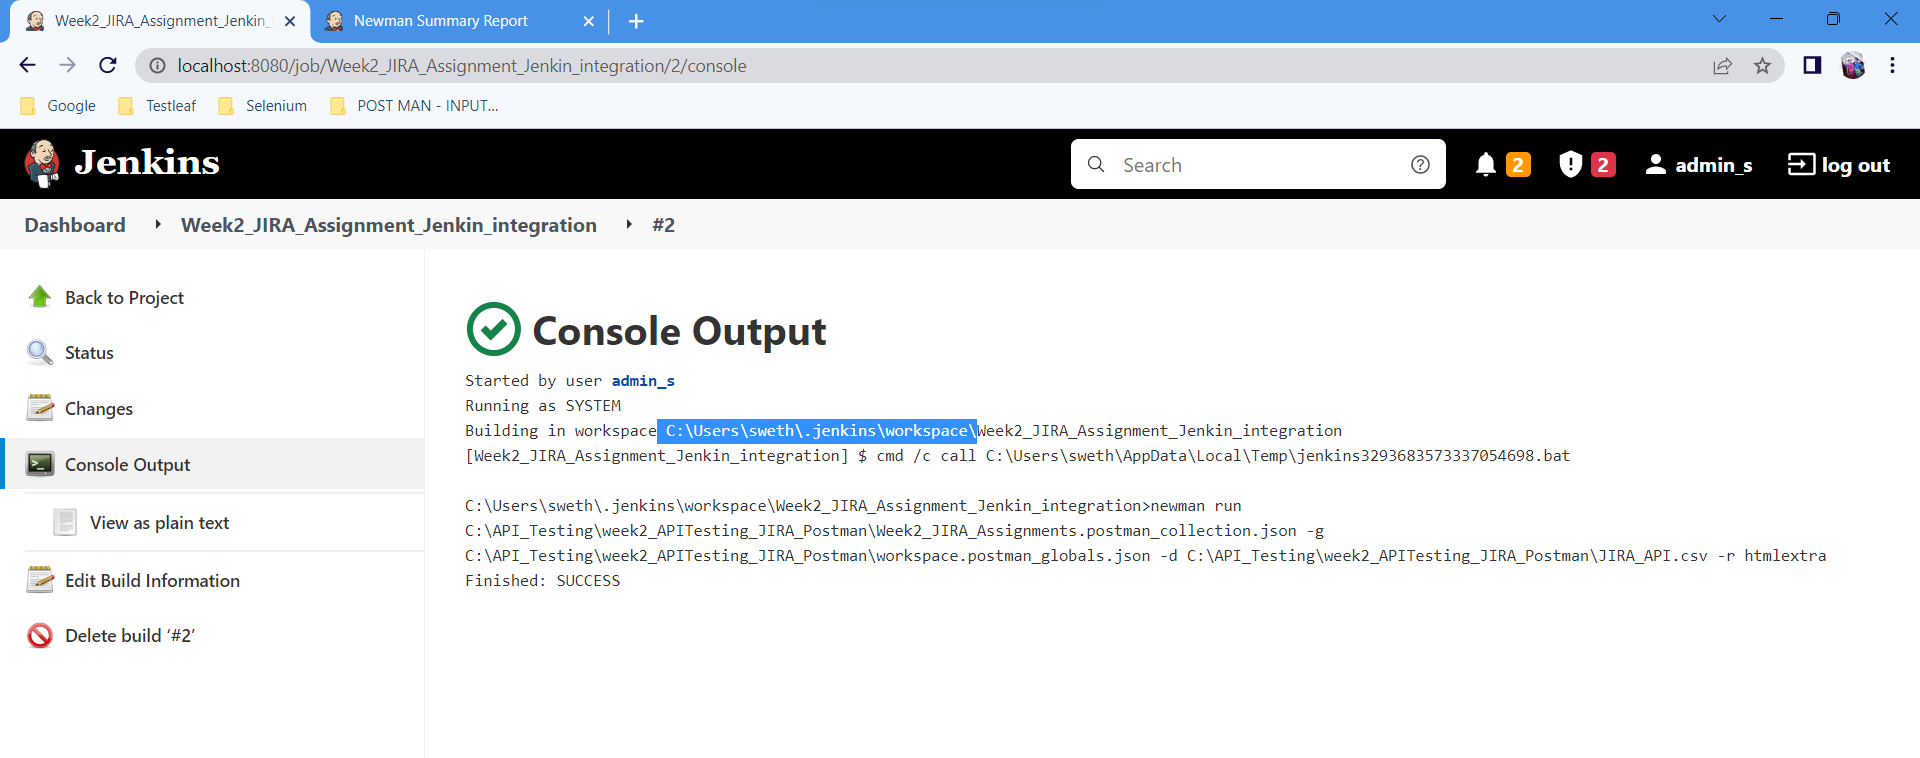 Week2_JIRA_Assignment_Jenkin_
Newman Summary Report
localhost:8080/job/Week2_JIRA_Assignment_Jenkin_integration/2/console
Google
Testleaf
Selenium
POST MAN - INPUT...
Jenkins
Search
2
2
admin_s
log out
Dashboard
Week2_JIRA_Assignment_Jenkin_integration
#2
Back to Project
Status
Changes
Console Output
View as plain text
Edit Build Information
Delete build ‘#2’
Console Output
Started by user admin_s
Running as SYSTEM
Building in workspace C:\Users\sweth\.jenkins\workspace\Week2_JIRA_Assignment_Jenkin_integration
[Week2_JIRA_Assignment_Jenkin_integration] $ cmd /c call C:\Users\sweth\AppData\Local\Temp\jenkins3293683573337054698.bat
C:\Users\sweth\.jenkins\workspace\Week2_JIRA_Assignment_Jenkin_integration>newman run
C:\API_Testing\week2_APITesting_JIRA_Postman\Week2_JIRA_Assignments.postman_collection.json -g
C:\API_Testing\week2_APITesting_JIRA_Postman\workspace.postman_globals.json -d C:\API_Testing\week2_APITesting_JIRA_Postman\JIRA_API.csv -r htmlextra
Finished: SUCCESS